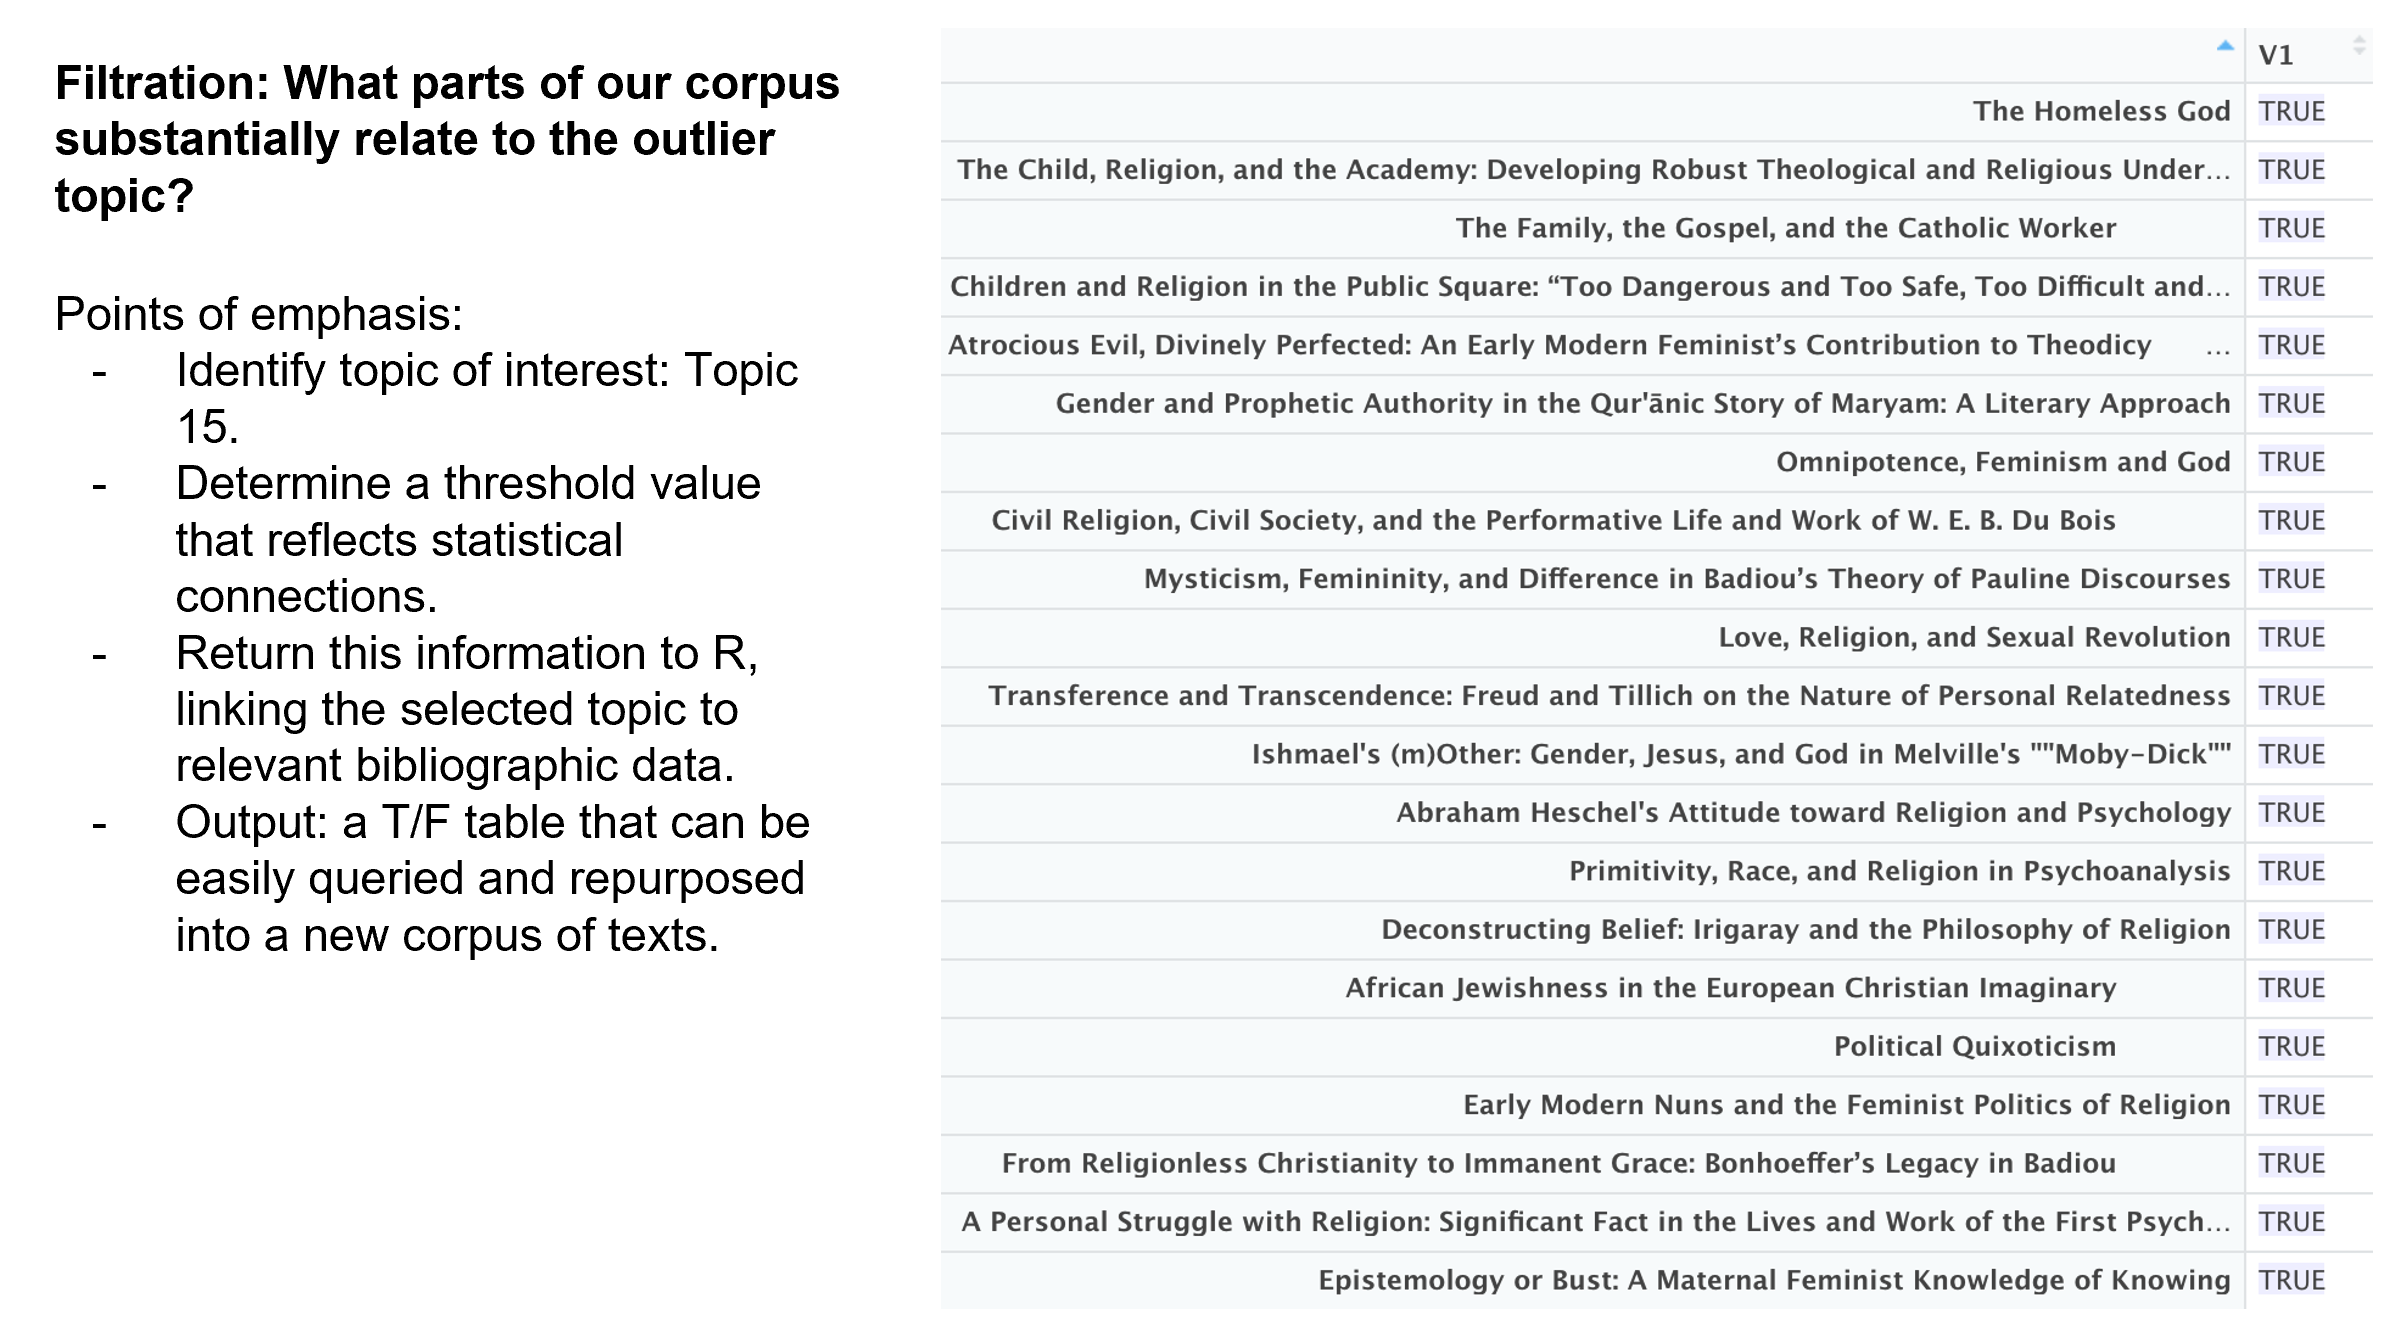 Filtration: What parts of our corpus
substantially relate to the outlier
topic?
Points of emphasis:
- Identify topic of interest: Topic
15.
- Determine a threshold value
that reflects statistical
connections.
- Return this information to R,
linking the selected topic to
relevant bibliographic data.
- Output: a T/F table that can be
easily queried and repurposed
into a new corpus of texts.
V1
The Homeless God TRUE
The Child, Religion, and the Academy: Developing Robust Theological and Religious Under... TRUE
The Family, the Gospel, and the Catholic Worker TRUE
Children and Religion in the Public Square: “Too Dangerous and Too Safe, Too Difficult and... TRUE
Atrocious Evil, Divinely Perfected: An Early Modern Feminist’s Contribution to Theodicy ... TRUE
Gender and Prophetic Authority in the Qur'ānic Story of Maryam: A Literary Approach TRUE
Omnipotence, Feminism and God TRUE
Civil Religion, Civil Society, and the Performative Life and Work of W. E. B. Du Bois TRUE
Mysticism, Femininity, and Difference in Badiou’s Theory of Pauline Discourses TRUE
Love, Religion, and Sexual Revolution TRUE
Transference and Transcendence: Freud and Tillich on the Nature of Personal Relatedness TRUE
Ishmael's (m)Other: Gender, Jesus, and God in Melville's ""Moby-Dick"" TRUE
Abraham Heschel's Attitude toward Religion and Psychology TRUE
Primitivity, Race, and Religion in Psychoanalysis TRUE
Deconstructing Belief: Irigaray and the Philosophy of Religion TRUE
African Jewishness in the European Christian Imaginary TRUE
Political Quixoticism TRUE
Early Modern Nuns and the Feminist Politics of Religion TRUE
From Religionless Christianity to Immanent Grace: Bonhoeffer’s Legacy in Badiou TRUE
A Personal Struggle with Religion: Significant Fact in the Lives and Work of the First Psych... TRUE
Epistemology or Bust: A Maternal Feminist Knowledge of Knowing TRUE